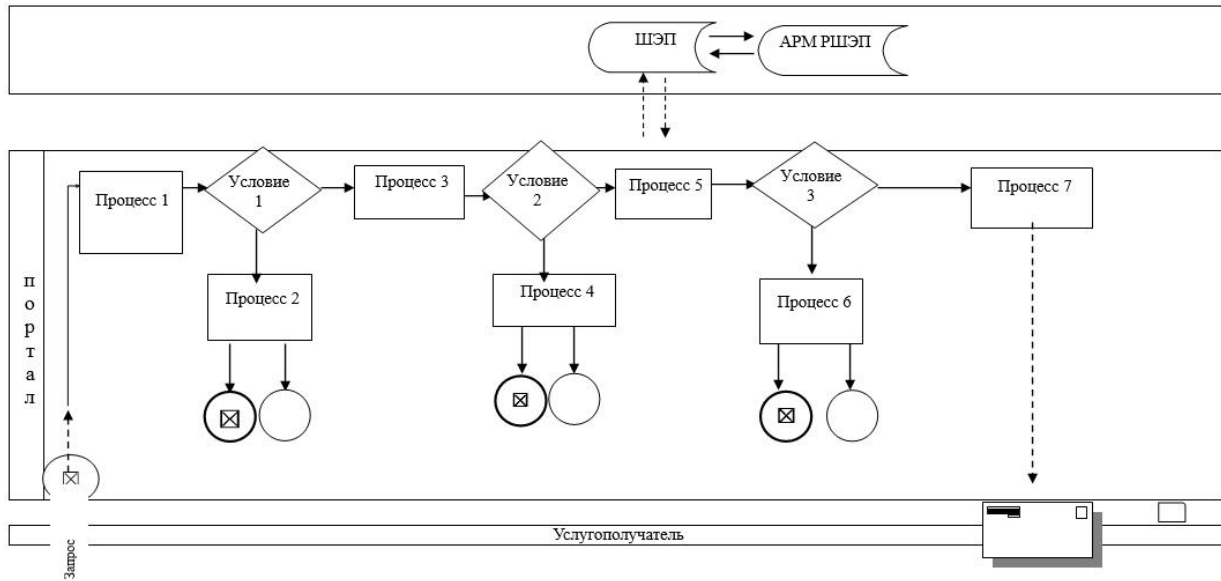 ШЭП
АРМ РШЭП
портал
Процесс 1
Условие
1
Процесс 3
Условие
2
Процесс 5
Условие
3
Процесс 7
Процесс 2
Процесс 4
Процесс 6
Запрос
Услугополучатель